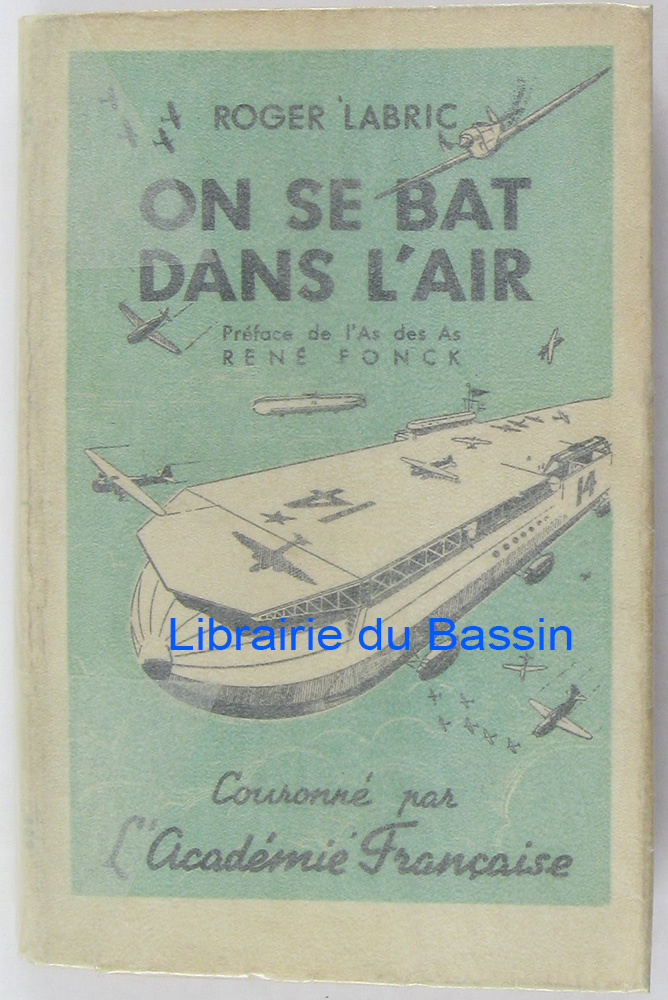 ROGER LABRIC
ON SE BAT
DANS L'AIR
Préface de l'As des As
RENÉ FONCK
14
14
Librairie du Bassin
Couronné par
L'Académie Française